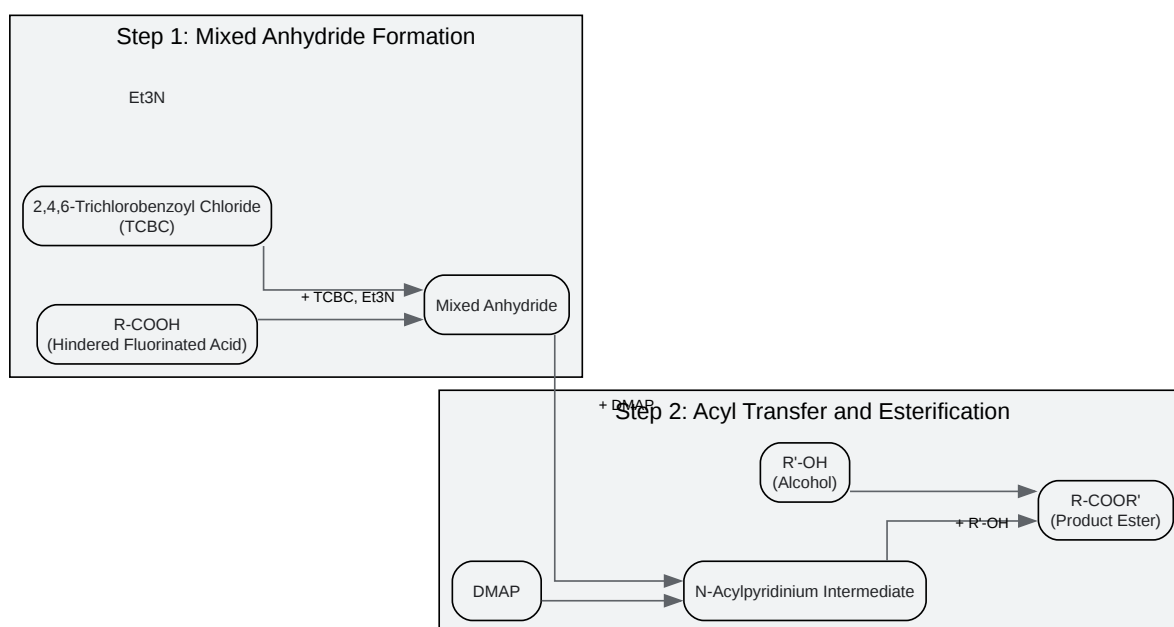 Step 1: Mixed Anhydride Formation
Et3N
2,4,6-Trichlorobenzoyl Chloride
(TCBC)
+ TCBC, Et3N
Mixed Anhydride
R-COOH
(Hindered Fluorinated Acid)
+ DMAP
Step 2: Acyl Transfer and Esterification
R'-OH
(Alcohol)
R-COOR'
(Product Ester)
+ R'-OH
DMAP
N-Acylpyridinium Intermediate